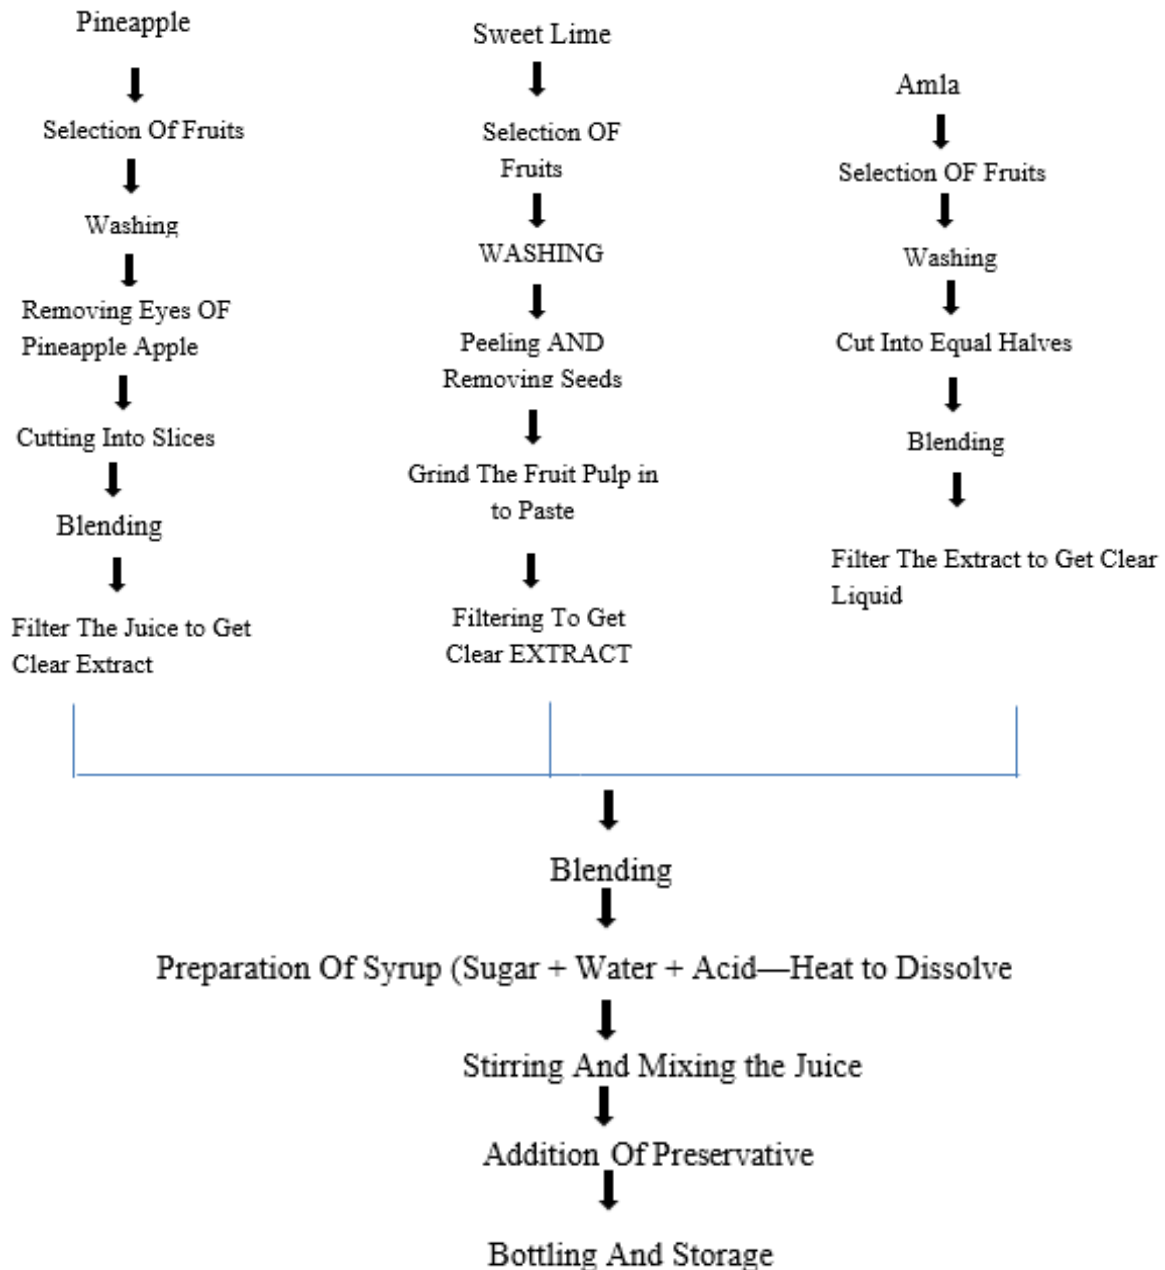 Pineapple
Selection Of Fruits
Washing
Removing Eyes OF
Pineapple Apple
Cutting Into Slices
Blending
Filter The Juice to Get
Clear Extract
Sweet Lime
Selection OF
Fruits
WASHING
Peeling AND
Removing Seeds
Grind The Fruit Pulp in
to Paste
Filtering To Get
Clear EXTRACT
Amla
Selection OF Fruits
Washing
Cut Into Equal Halves
Blending
Filter The Extract to Get Clear
Liquid
Blending
Preparation Of Syrup (Sugar + Water + Acid—Heat to Dissolve
Stirring And Mixing the Juice
Addition Of Preservative
Bottling And Storage